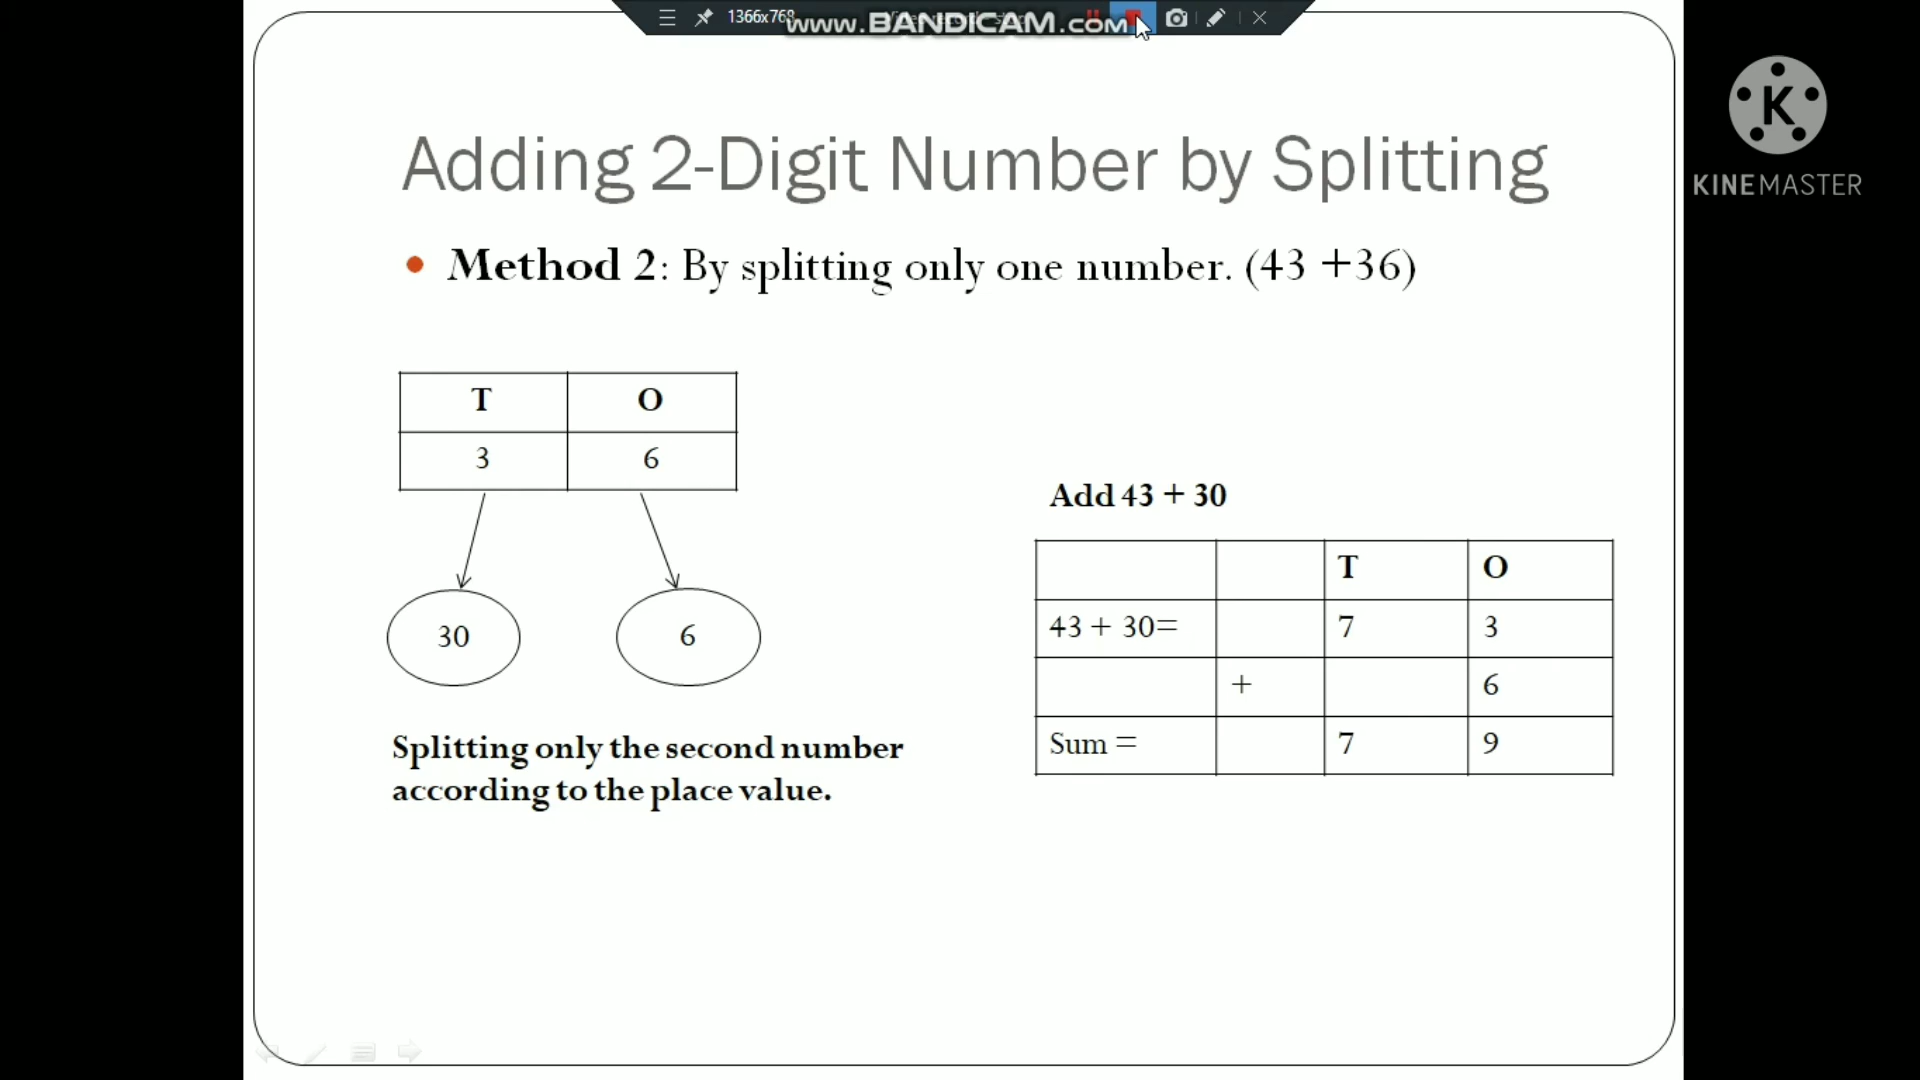 1366x768
www.BANDICAM.com
K
KINEMASTER
Adding 2-Digit Number by Splitting
Method 2: By splitting only one number. (43 +36)
T O
3 6
30 6
Splitting only the second number
according to the place value.
Add 43 + 30
T O
43 + 30= 7 3
+ 6
Sum = 7 9